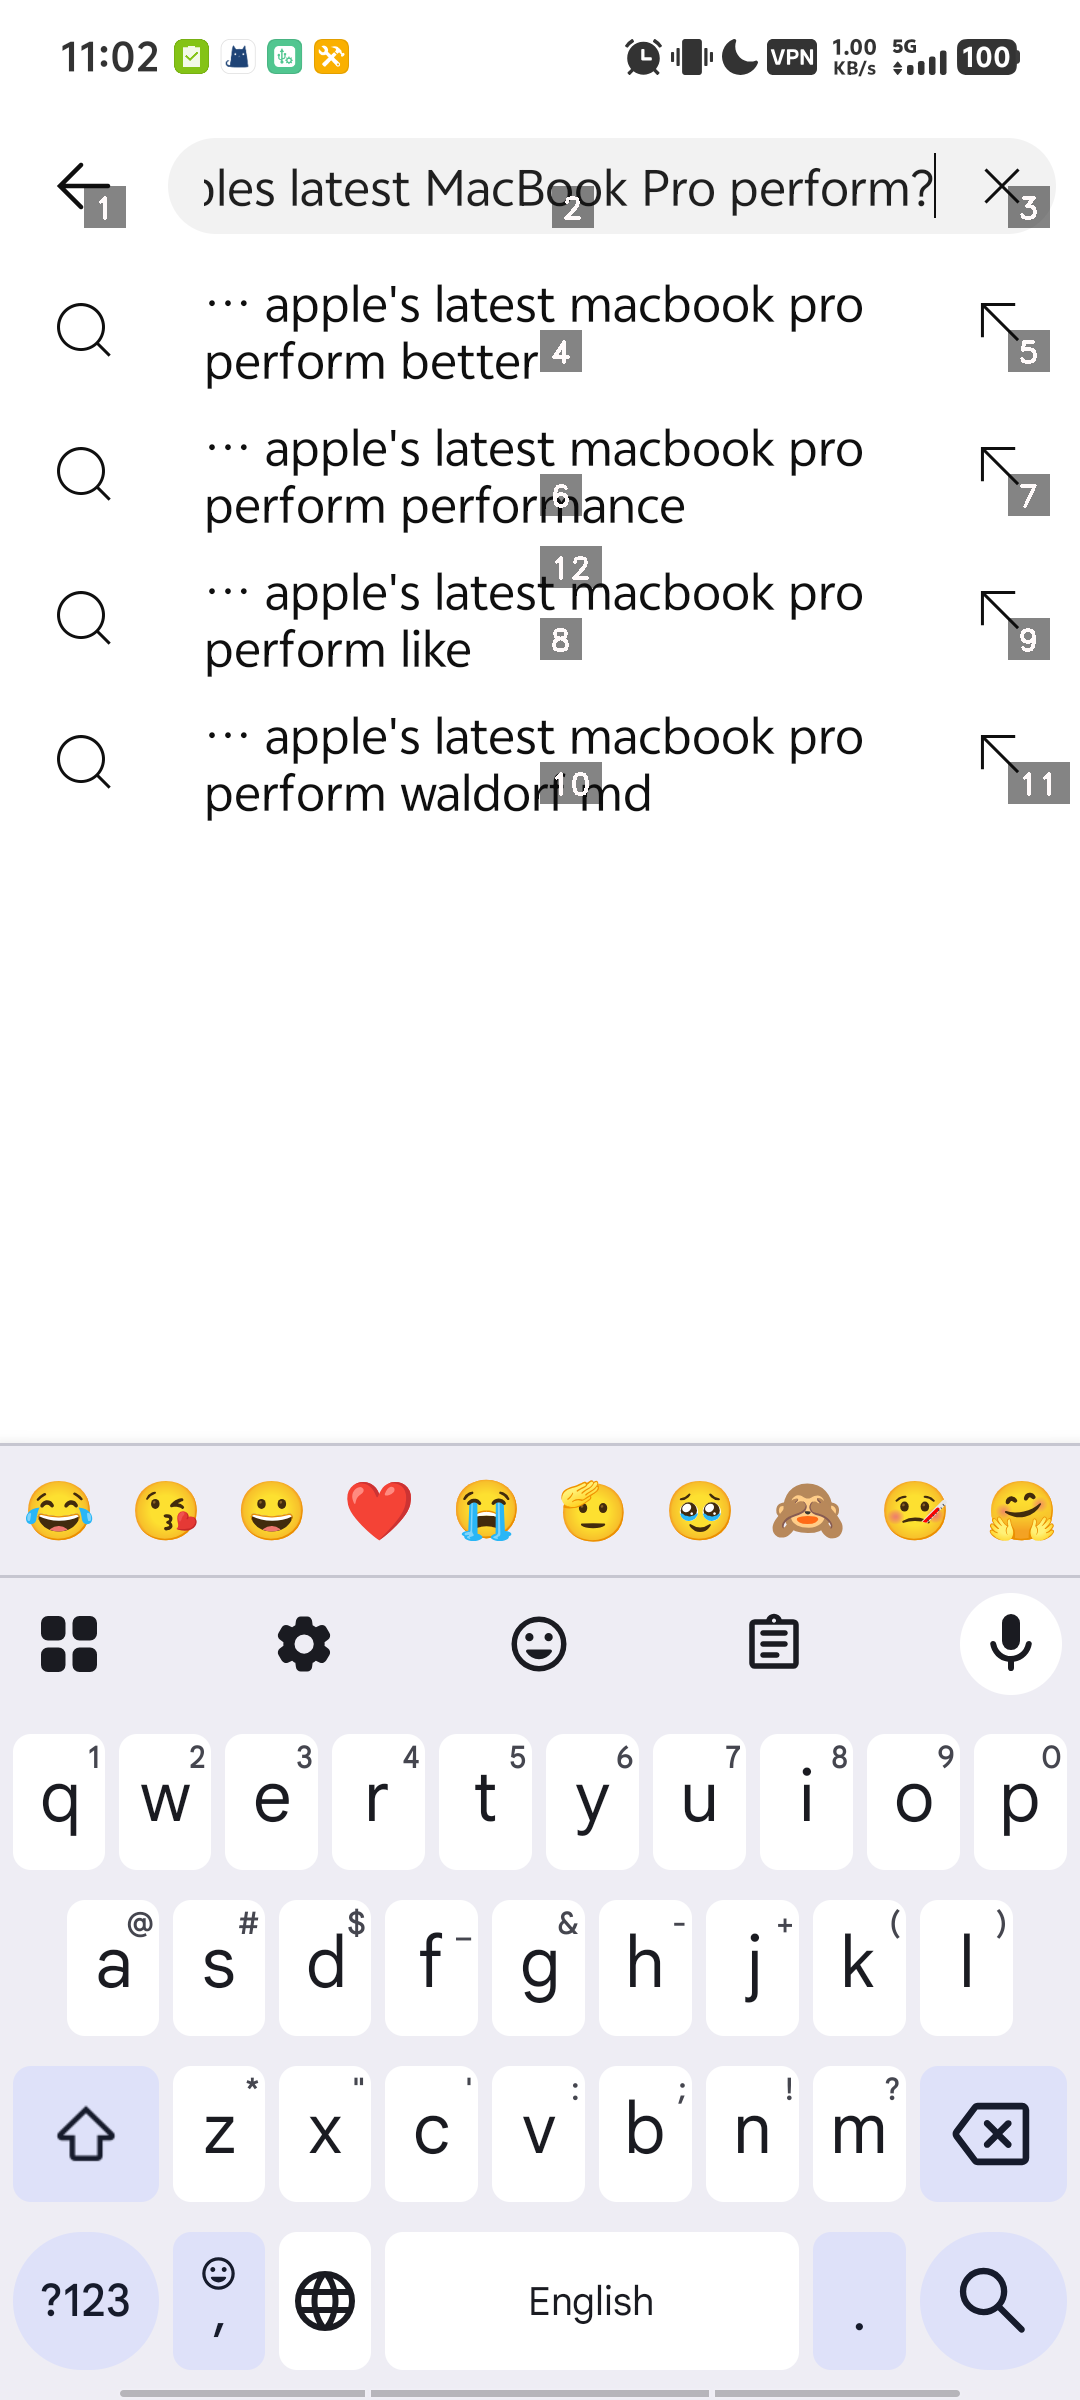 11:02 VPN 1.00 KB/s 5G 100
ples latest MacBook Pro perform?
1 2 3
··· apple's latest macbook pro
perform better
4 5
··· apple's latest macbook pro
perform performance
6 7
12
··· apple's latest macbook pro
perform like
8 9
··· apple's latest macbook pro
perform waldorf md
10 11
1 2 3 4 5 6 7 8 9 0
q w e r t y u i o p
@ # $ _ & - + ( )
a s d f g h j k l
* " ' : ; ! ?
z x c v b n m
?123 , English .